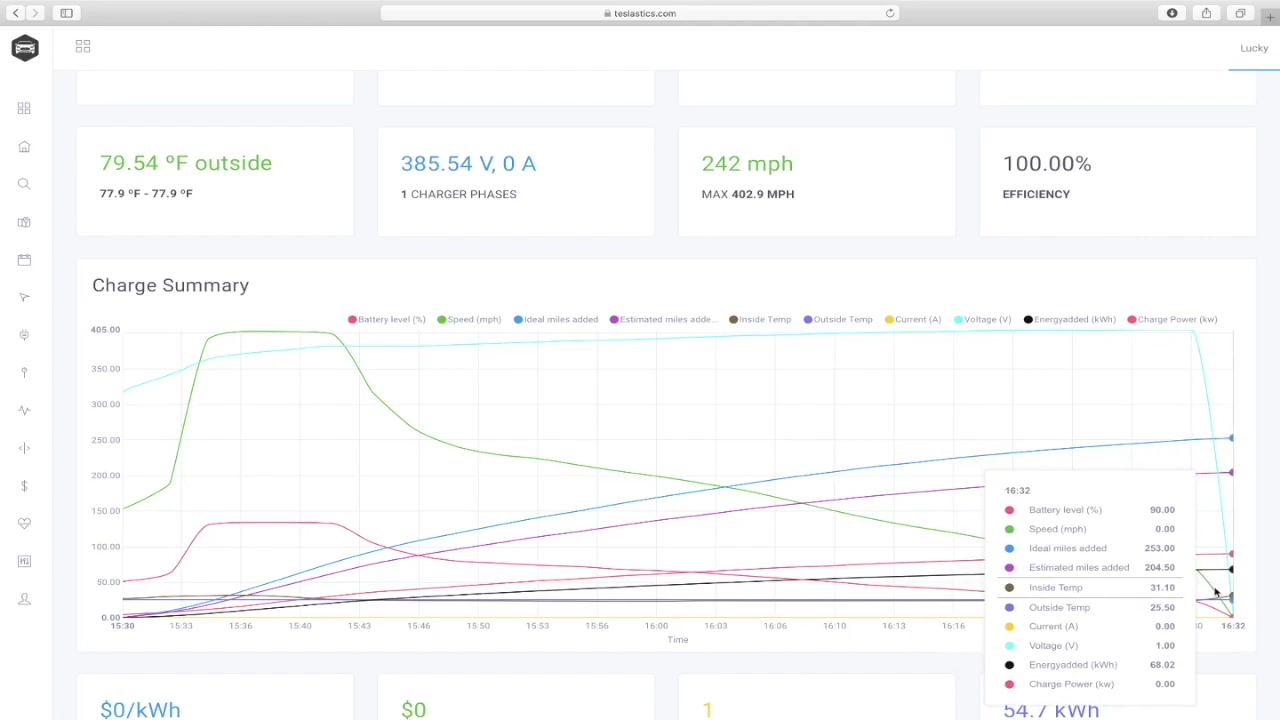 teslastics.com
Lucky
79.54 ºF outside
77.9 ºF - 77.9 ºF
385.54 V, 0 A
1 CHARGER PHASES
242 mph
MAX 402.9 MPH
100.00%
EFFICIENCY
Charge Summary
Battery level (%) Speed (mph) Ideal miles added Estimated miles adde... Inside Temp Outside Temp Current (A) Voltage (V) Energyadded (kWh) Charge Power (kw)
405.00
350.00
300.00
250.00
200.00
150.00
100.00
50.00
0.00
15:30 15:33 15:36 15:40 15:43 15:46 15:50 15:53 15:56 16:00 16:03 16:06 16:10 16:13 16:16 30 16:32
Time
16:32
Battery level (%) 90.00
Speed (mph) 0.00
Ideal miles added 253.00
Estimated miles added 204.50
Inside Temp 31.10
Outside Temp 25.50
Current (A) 0.00
Voltage (V) 1.00
Energyadded (kWh) 68.02
Charge Power (kw) 0.00
$0/kWh
$0
1
54.7 kWh